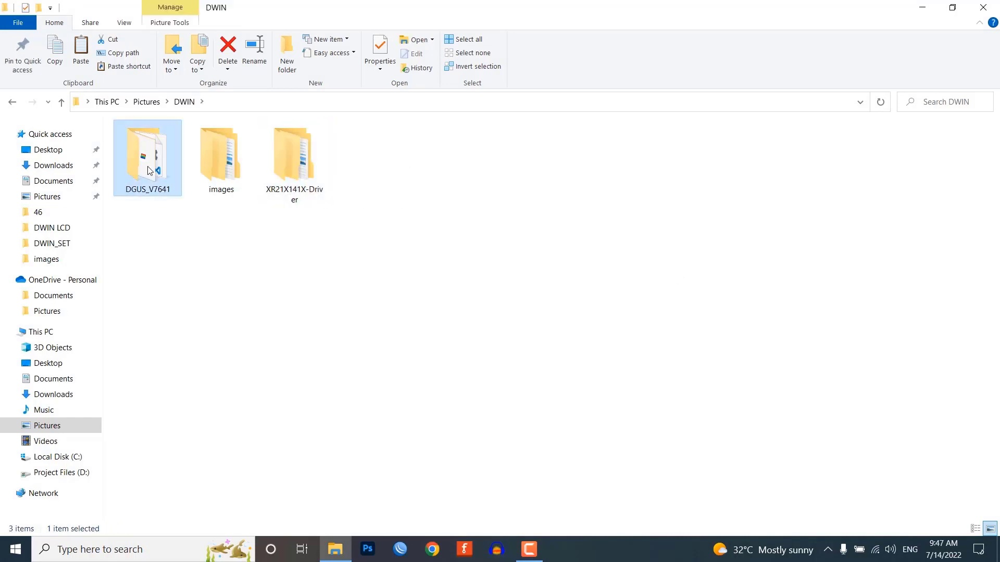 Manage
DWIN
File
Home
Share
View
Picture Tools
Pin to Quick
access
Copy
Paste
Cut
Copy path
Paste shortcut
Clipboard
Move
to
Copy
to
Delete
Rename
Organize
New
folder
New item
Easy access
New
Properties
Open
Edit
History
Open
Select all
Select none
Invert selection
Select
This PC
Pictures
DWIN
Search DWIN
Quick access
Desktop
Downloads
Documents
Pictures
46
DWIN LCD
DWIN_SET
images
OneDrive - Personal
Documents
Pictures
This PC
3D Objects
Desktop
Documents
Downloads
Music
Pictures
Videos
Local Disk (C:)
Project Files (D:)
Network
DGUS_V7641
images
XR21X141X-Driv
er
3 items
1 item selected
Type here to search
Ps
32°C Mostly sunny
ENG
9:47 AM
7/14/2022